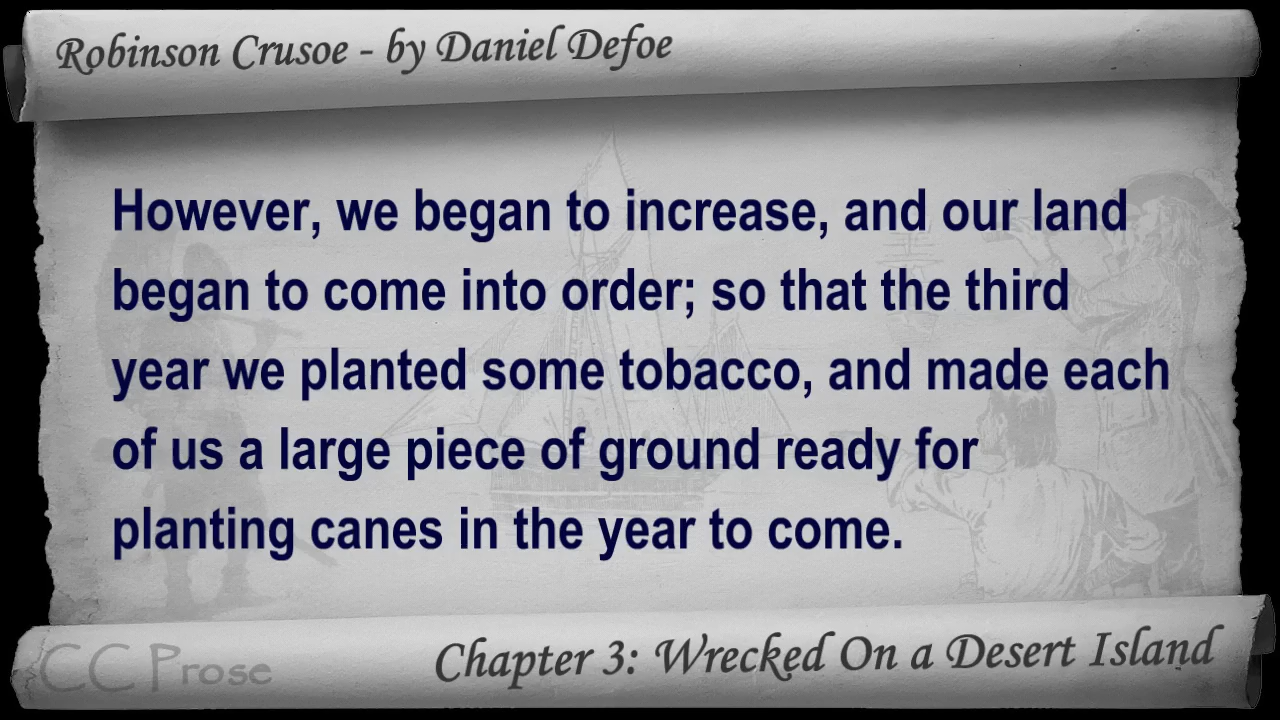 Robinson Crusoe - by Daniel Defoe
However, we began to increase, and our land
began to come into order; so that the third
year we planted some tobacco, and made each
of us a large piece of ground ready for
planting canes in the year to come.
CC Prose
Chapter 3: Wrecked On a Desert Island